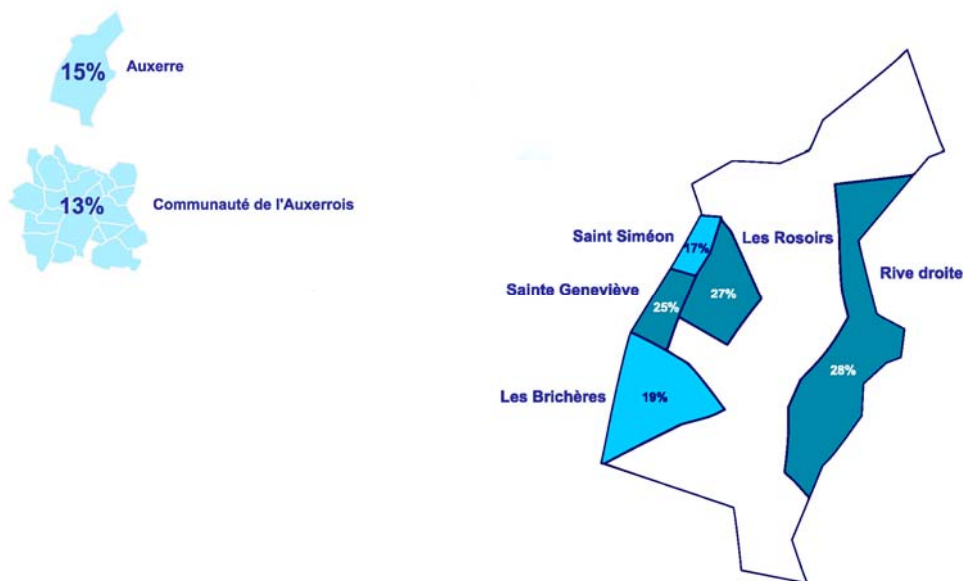 15%
Auxerre
13%
Communauté de l'Auxerrois
Saint Siméon
17%
Les Rosoirs
Sainte Geneviève
25%
27%
Rive droite
28%
Les Brichères
19%